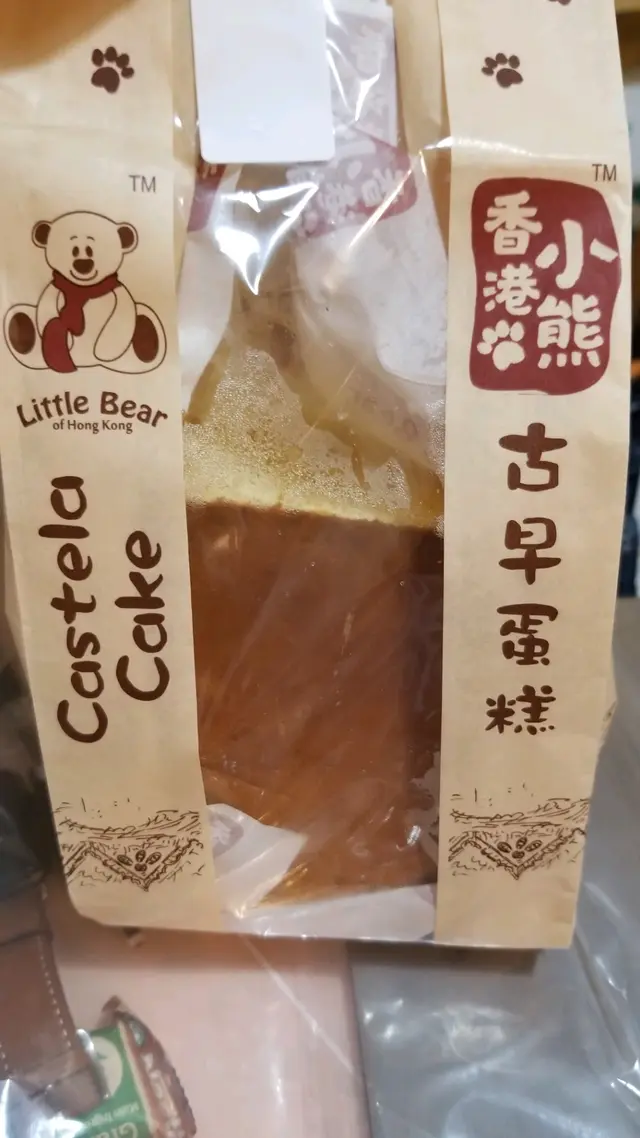 TM
Little Bear
of Hong Kong
Castela
Cake
TM
香港
小熊
古早蛋糕